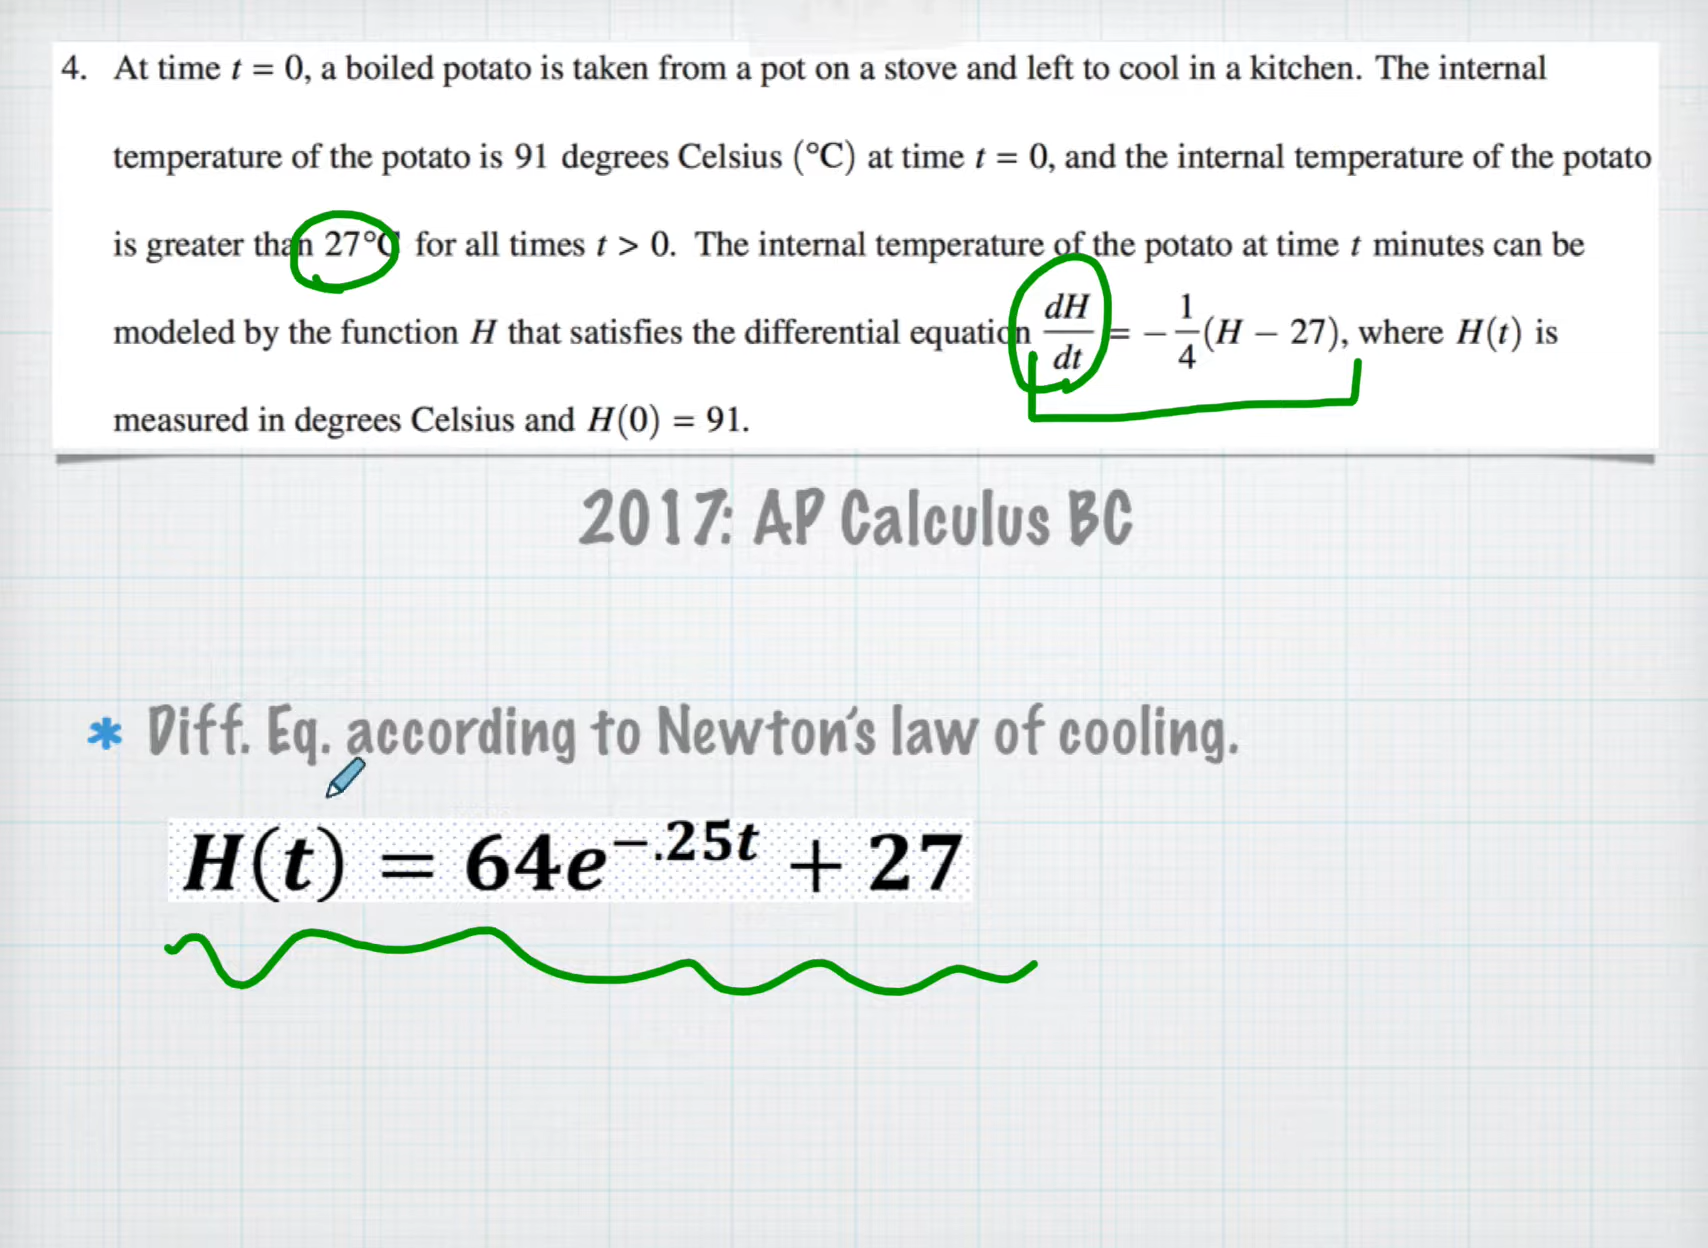 4. At time t = 0, a boiled potato is taken from a pot on a stove and left to cool in a kitchen. The internal
temperature of the potato is 91 degrees Celsius (°C) at time t = 0, and the internal temperature of the potato
is greater than 27°C for all times t > 0. The internal temperature of the potato at time t minutes can be
modeled by the function H that satisfies the differential equation dH/dt = −1/4(H − 27), where H(t) is
measured in degrees Celsius and H(0) = 91.
2017: AP Calculus BC
* Diff. Eq. according to Newton's law of cooling.
H(t) = 64e^−.25t + 27